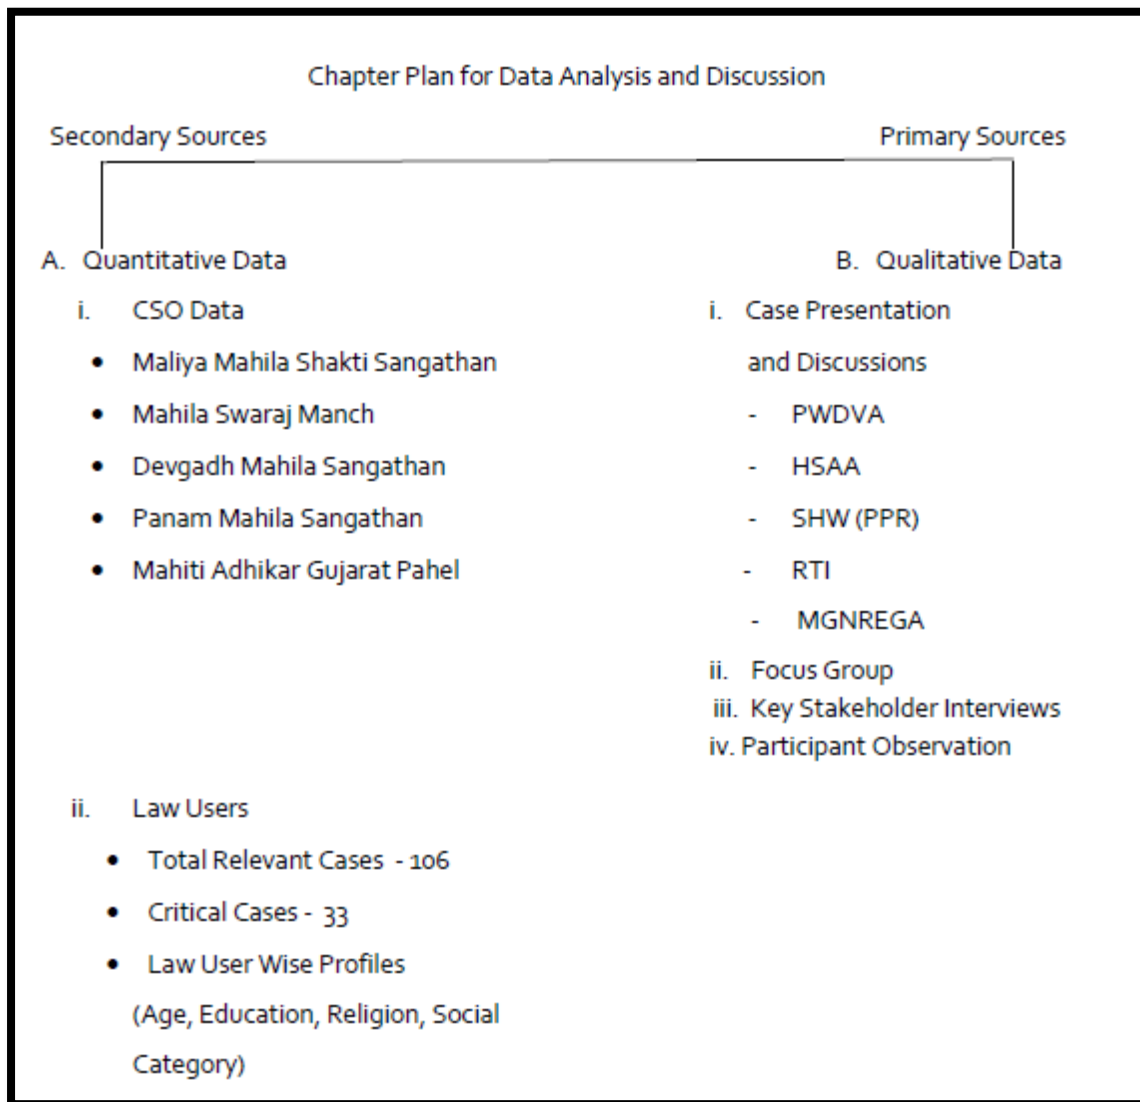 Chapter Plan for Data Analysis and Discussion
Secondary Sources
Primary Sources
A. Quantitative Data
i. CSO Data
• Maliya Mahila Shakti Sangathan
• Mahila Swaraj Manch
• Devgadh Mahila Sangathan
• Panam Mahila Sangathan
• Mahiti Adhikar Gujarat Pahel
B. Qualitative Data
i. Case Presentation
and Discussions
- PWDVA
- HSAA
- SHW (PPR)
- RTI
- MGNREGA
ii. Focus Group
iii. Key Stakeholder Interviews
iv. Participant Observation
ii. Law Users
• Total Relevant Cases - 106
• Critical Cases - 33
• Law User Wise Profiles
(Age, Education, Religion, Social
Category)